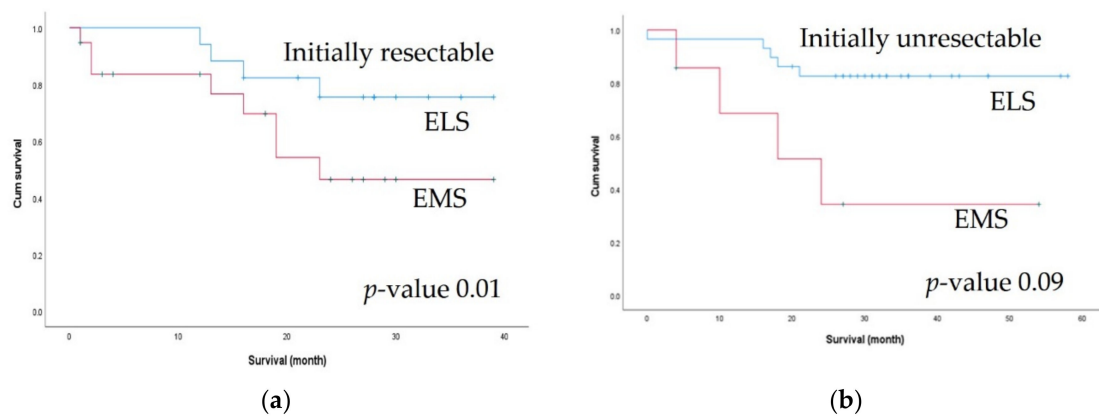 1.0
0.8
0.6
0.4
0.2
0.0
Cum survival
Initially resectable
ELS
EMS
p-value 0.01
0
10
20
30
40
Survival (month)
(a)
1.0
0.8
0.6
0.4
0.2
0.0
Cum survival
Initially unresectable
ELS
EMS
p-value 0.09
0
10
20
30
40
50
60
Survival (month)
(b)